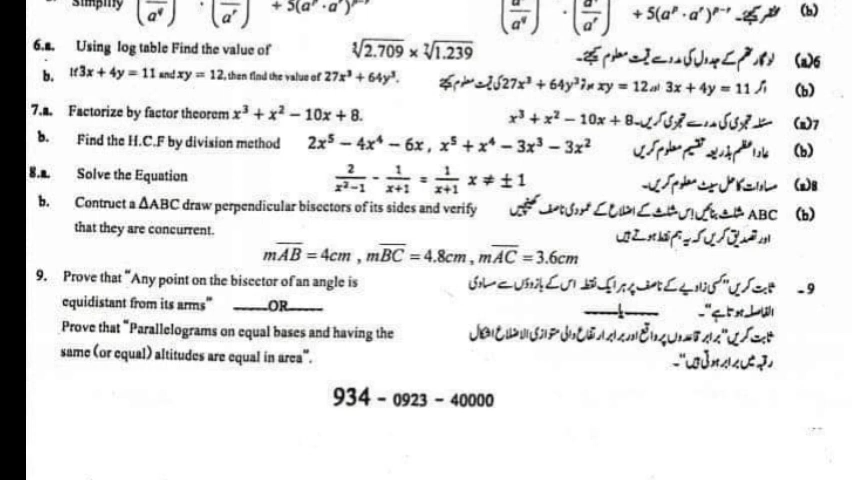 Simplify (/a^q) · (/a^r) + 5(a^p · a^r)^{p-r} (a/a^q) · (a/a^r) + 5(a^p · a^r)^{p-r} مختصر کیجئے۔ (b)
6.a. Using log table Find the value of ∛2.709 × ∜1.239 لوگارتھم کے جدول کی مدد سے قیمت معلوم کیجئے۔ (a)6
b. If 3x + 4y = 11 and xy = 12, then find the value of 27x³ + 64y³. اگر 3x + 4y = 11 اور xy = 12 ہو تو 27x³ + 64y³ کی قیمت معلوم کیجئے (b)
7.a. Factorize by factor theorem x³ + x² − 10x + 8. مسئلہ تجزی کی مدد سے تجزی کریں۔ x³ + x² − 10x + 8 (a)7
b. Find the H.C.F by division method 2x⁵ − 4x⁴ − 6x , x⁵ + x⁴ − 3x³ − 3x² عاداعظم بذریعہ تقسیم معلوم کریں (b)
8.a. Solve the Equation 2/(x²−1) - 1/(x+1) = 1/(x+1) x ≠ ±1 مساوات کا حل سیٹ معلوم کریں۔ (a)8
b. Contruct a ΔABC draw perpendicular bisectors of its sides and verify ABC مثلث بنائیں اس مثلث کے اضلاع کے عمودی ناصف کھینچیں (b)
that they are concurrent. اور تصدیق کریں کہ یہ ہم نقطہ ہوتے ہیں
mAB = 4cm , mBC = 4.8cm , mAC = 3.6cm
9. Prove that "Any point on the bisector of an angle is ثابت کریں "کسی زاویے کے ناصف پر ہر ایک نقطہ اس کے بازوؤں سے مساوی -9
equidistant from its arms" ——OR—— الفاصلہ ہوتا ہے"۔ ——یا——
Prove that "Parallelograms on equal bases and having the ثابت کریں "برابر قاعدوں پر واقع اور برابر ارتفاع والی متوازی الاضلاع اشکال
same (or equal) altitudes are equal in area". رقبہ میں برابر ہوتی ہیں"۔
934 - 0923 - 40000